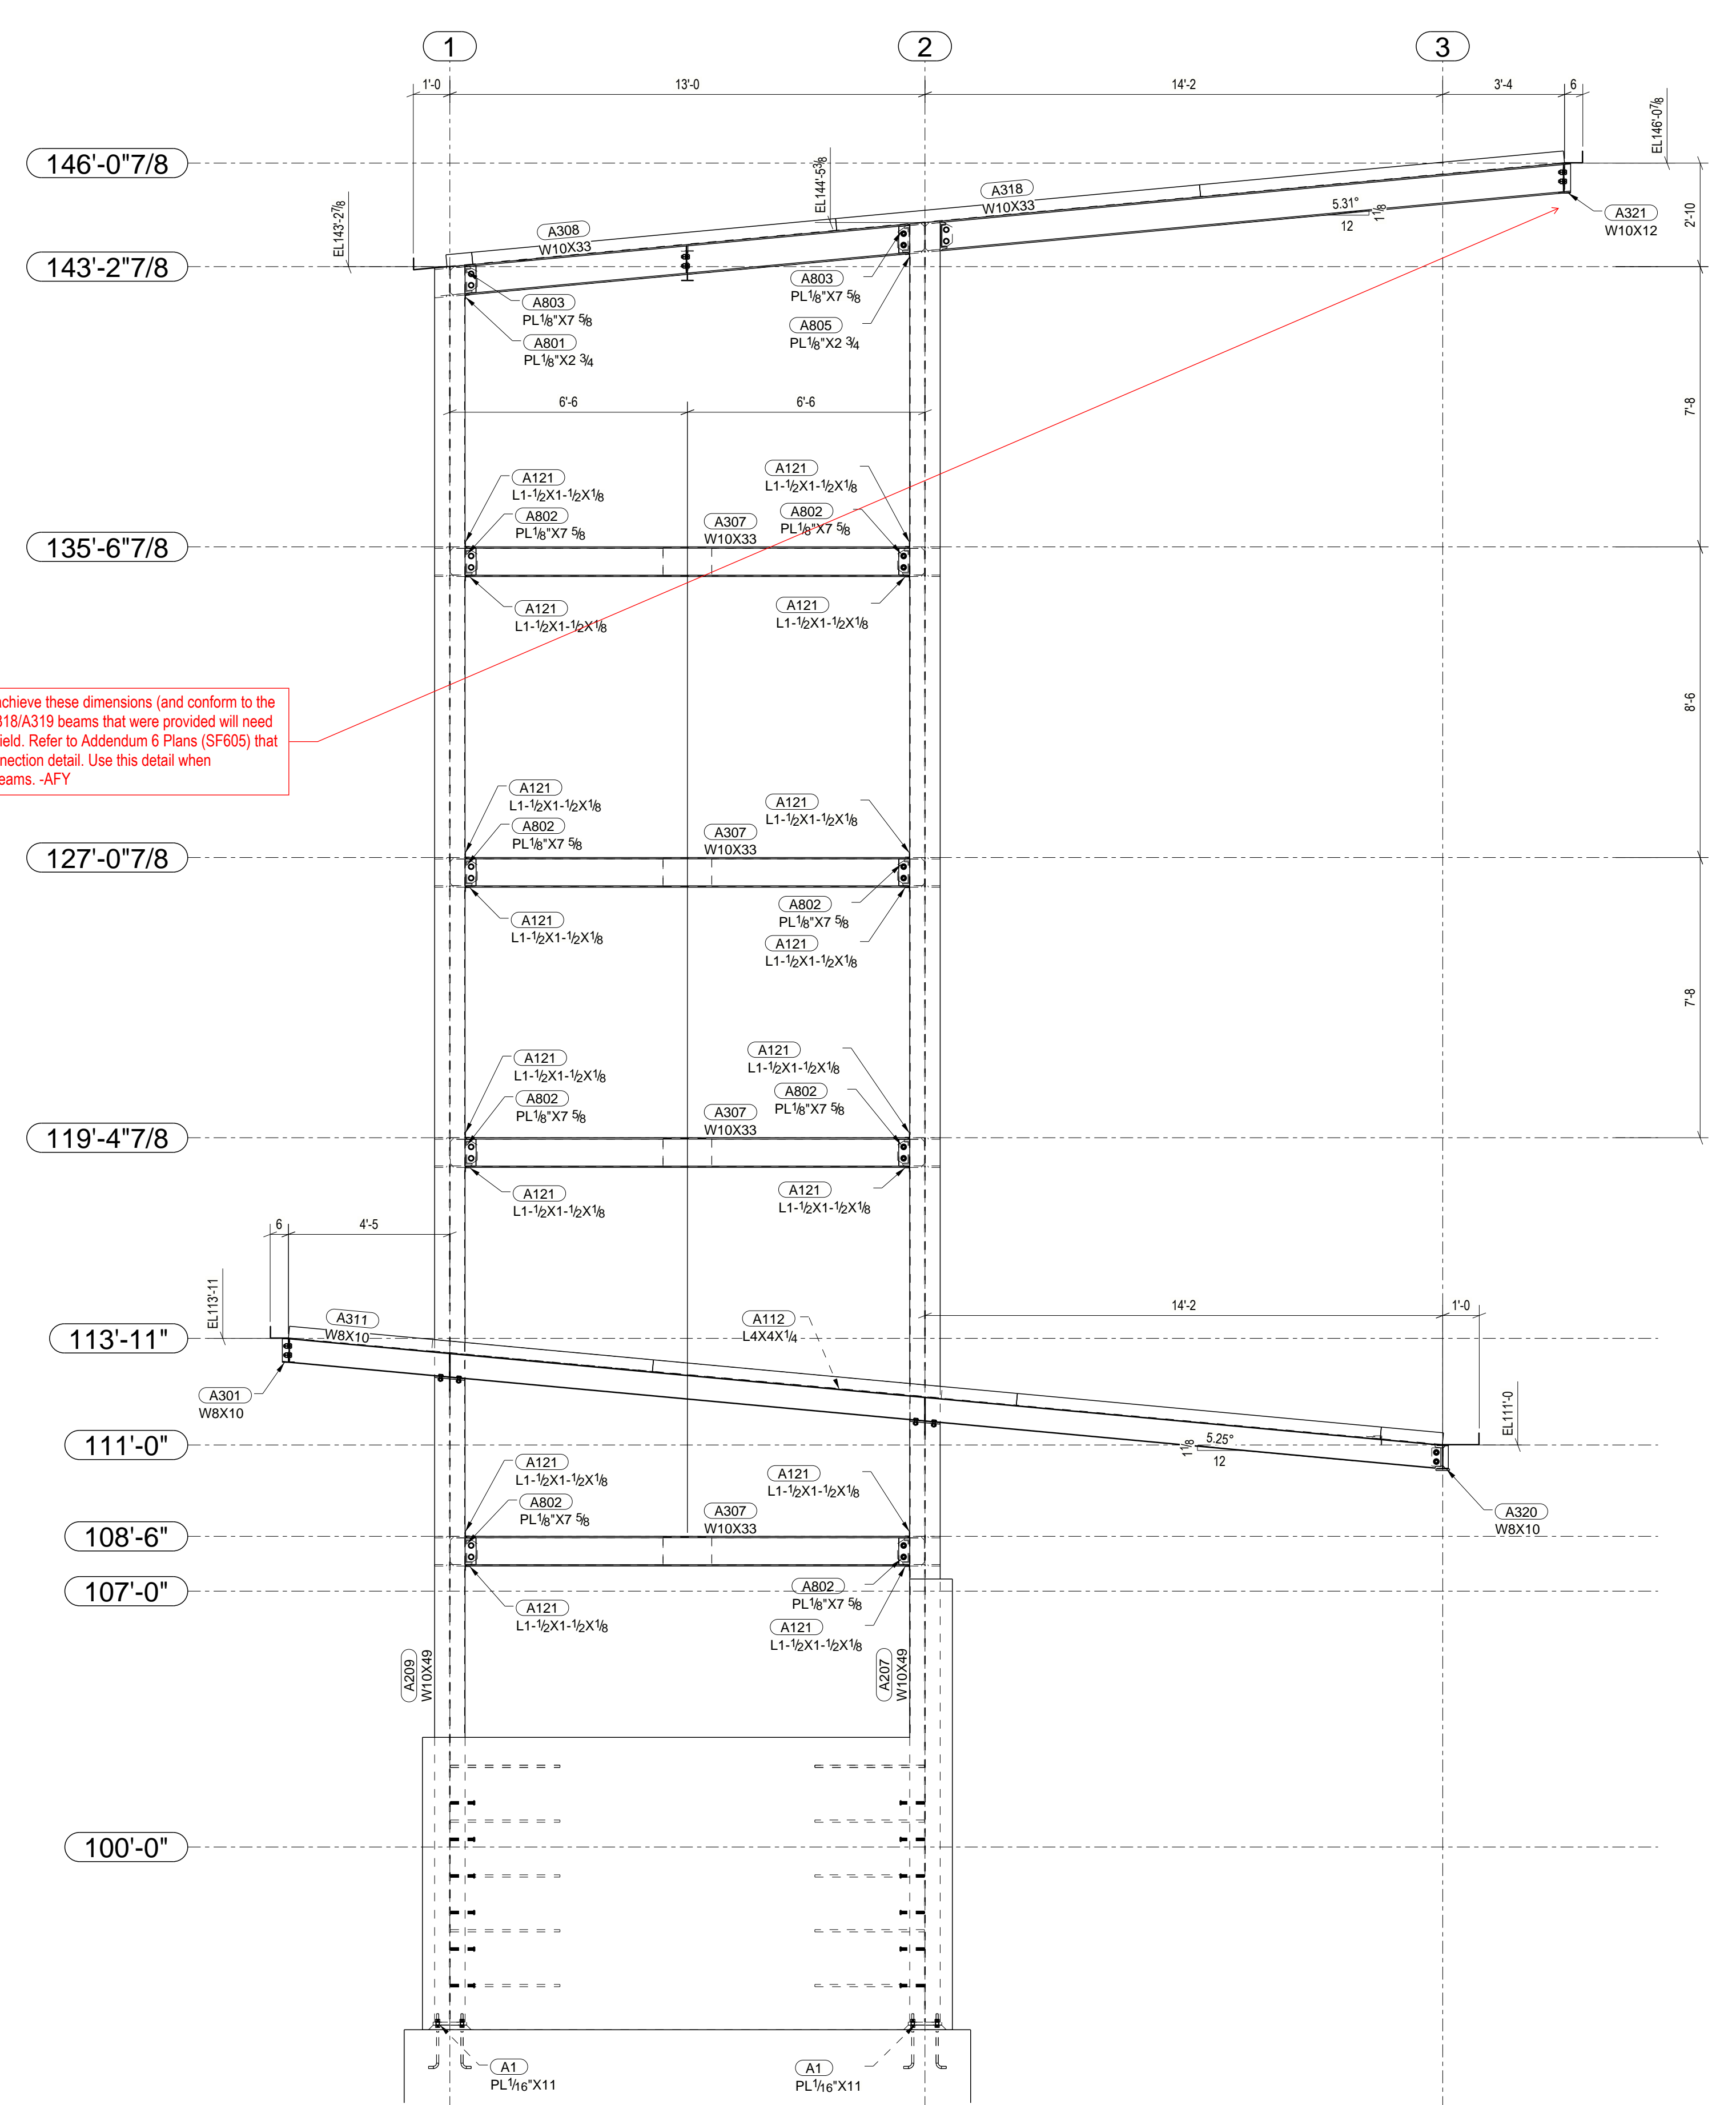 1
2
3
1'-0
13'-0
14'-2
3'-4
6
EL146'-0 7/8
146'-0"7/8
EL144'-5 3/8
A318
W10X33
5.31°
1 1/8
12
A321
W10X12
2'-10
EL143'-2 7/8
A308
W10X33
143'-2"7/8
A803
PL1/8"X7 5/8
A803
PL1/8"X7 5/8
A801
PL1/8"X2 3/4
A805
PL1/8"X2 3/4
7'-8
6'-6
6'-6
A121
L1-1/2X1-1/2X1/8
A121
L1-1/2X1-1/2X1/8
A802
PL1/8"X7 5/8
A307
W10X33
A802
PL1/8"X7 5/8
135'-6"7/8
A121
L1-1/2X1-1/2X1/8
A121
L1-1/2X1-1/2X1/8
8'-6
achieve these dimensions (and conform to the
318/A319 beams that were provided will need
field. Refer to Addendum 6 Plans (SF605) that
nnection detail. Use this detail when
eams. -AFY
A121
L1-1/2X1-1/2X1/8
A121
L1-1/2X1-1/2X1/8
A802
PL1/8"X7 5/8
A307
W10X33
127'-0"7/8
A802
PL1/8"X7 5/8
A121
L1-1/2X1-1/2X1/8
A121
L1-1/2X1-1/2X1/8
7'-8
A121
L1-1/2X1-1/2X1/8
A121
L1-1/2X1-1/2X1/8
A802
PL1/8"X7 5/8
A307
W10X33
A802
PL1/8"X7 5/8
119'-4"7/8
A121
L1-1/2X1-1/2X1/8
A121
L1-1/2X1-1/2X1/8
6
4'-5
EL113'-11
A311
W8X10
A112
L4X4X1/4
14'-2
1'-0
113'-11"
A301
W8X10
EL111'-0
111'-0"
5.25°
1 1/8
12
A121
L1-1/2X1-1/2X1/8
A121
L1-1/2X1-1/2X1/8
A802
PL1/8"X7 5/8
A307
W10X33
A320
W8X10
108'-6"
107'-0"
A802
PL1/8"X7 5/8
A121
L1-1/2X1-1/2X1/8
A121
L1-1/2X1-1/2X1/8
A209
W10X49
A207
W10X49
100'-0"
A1
PL1/16"X11
A1
PL1/16"X11